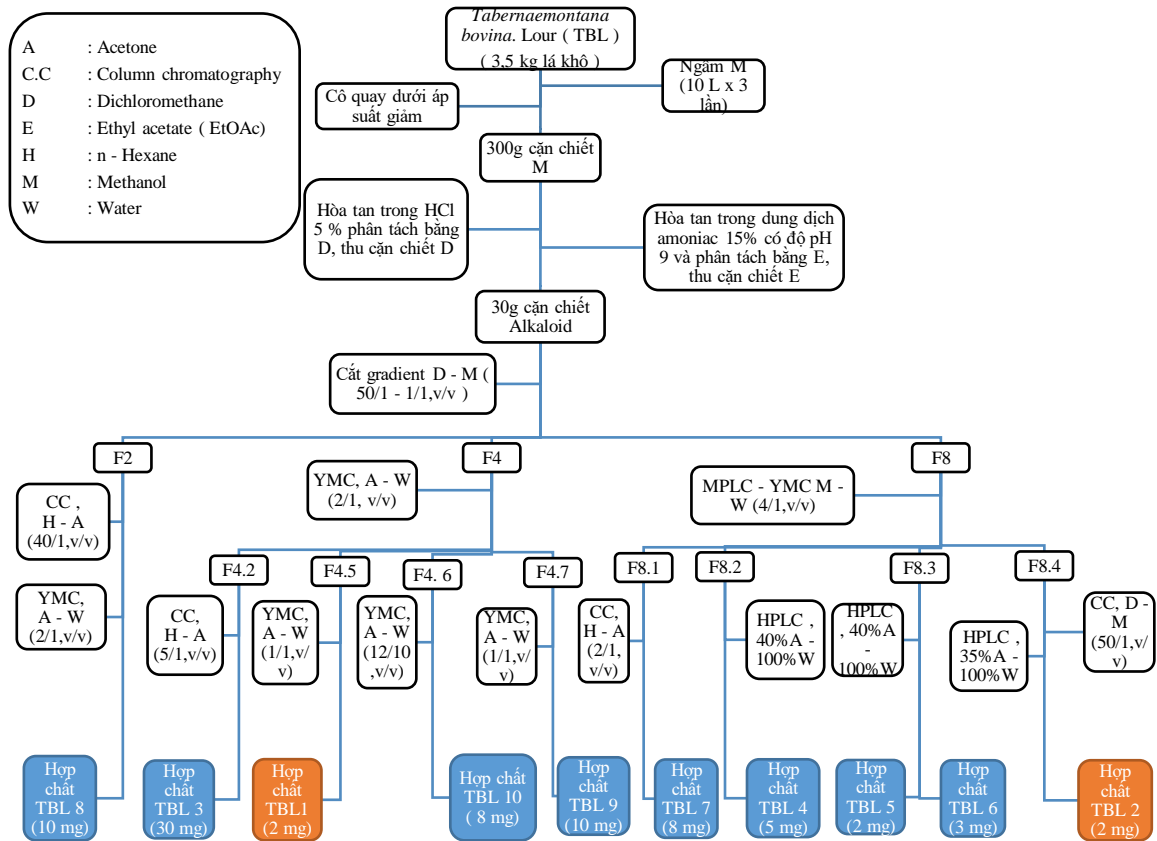 A : Acetone
C.C : Column chromatography
D : Dichloromethane
E : Ethyl acetate ( EtOAc)
H : n - Hexane
M : Methanol
W : Water
Tabernaemontana
bovina. Lour ( TBL )
( 3,5 kg lá khô )
Ngâm M
(10 L x 3
lần)
Cô quay dưới áp
suất giảm
300g cặn chiết
M
Hòa tan trong HCl
5 % phân tách bằng
D, thu cặn chiết D
Hòa tan trong dung dịch
amoniac 15% có độ pH
9 và phân tách bằng E,
thu cặn chiết E
30g cặn chiết
Alkaloid
Cắt gradient D - M (
50/1 - 1/1,v/v )
F2
F4
F8
CC ,
H - A
(40/1,v/v)
YMC, A - W
(2/1, v/v)
MPLC - YMC M -
W (4/1,v/v)
F4.2
F4.5
F4. 6
F4.7
F8.1
F8.2
F8.3
F8.4
YMC,
A - W
(2/1,v/v)
CC,
H - A
(5/1,v/v)
YMC,
A - W
(1/1,v/
v)
YMC,
A - W
(12/10
,v/v)
YMC,
A - W
(1/1,v/
v)
CC,
H - A
(2/1,
v/v)
HPLC ,
40%A -
100%W
HPLC
, 40%A
-
100%W
HPLC ,
35%A -
100%W
CC, D -
M
(50/1,v/
v)
Hợp
chất
TBL 8
(10 mg)
Hợp
chất
TBL 3
(30 mg)
Hợp
chất
TBL1
(2 mg)
Hợp chất
TBL 10
( 8 mg)
Hợp
chất
TBL 9
(10 mg)
Hợp
chất
TBL 7
(8 mg)
Hợp
chất
TBL 4
(5 mg)
Hợp
chất
TBL 5
(2 mg)
Hợp
chất
TBL 6
(3 mg)
Hợp
chất
TBL 2
(2 mg)